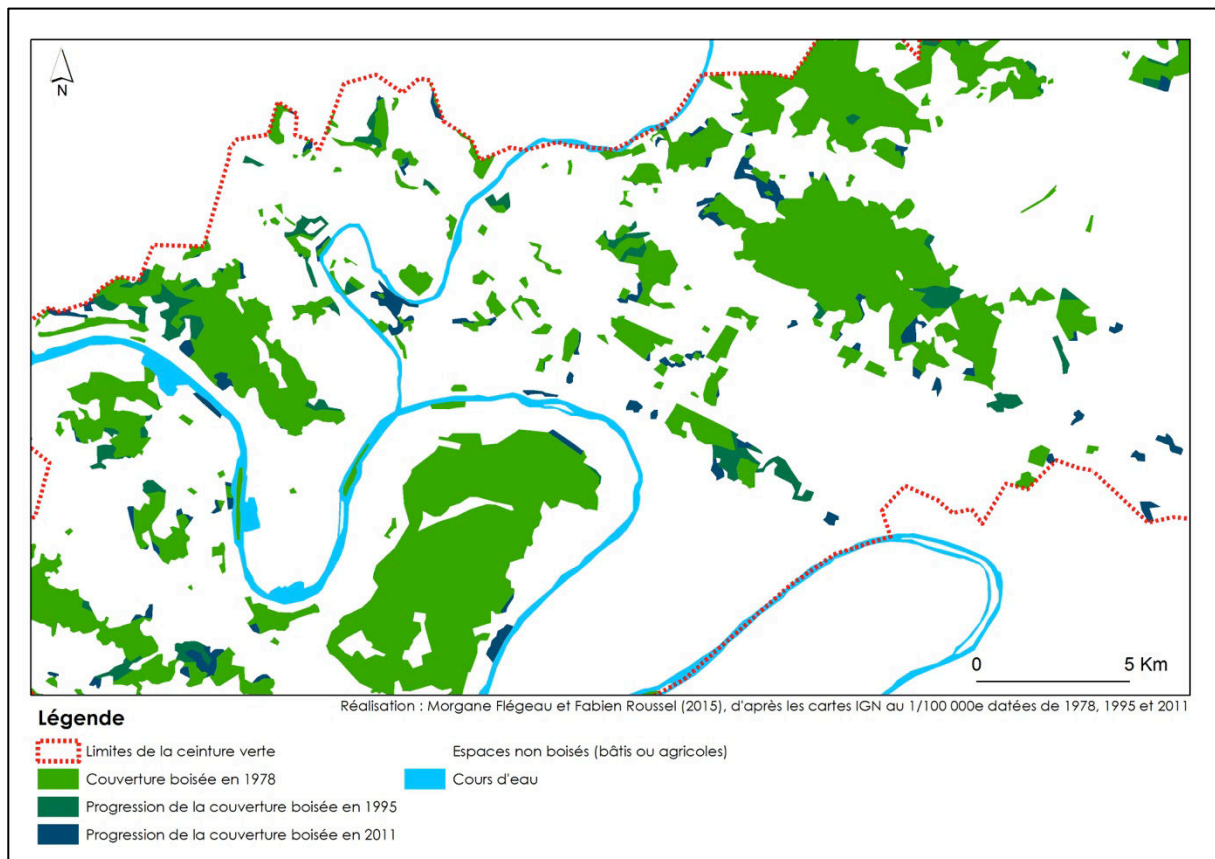 N
0 5 Km
Réalisation : Morgane Flégeau et Fabien Roussel (2015), d'après les cartes IGN au 1/100 000e datées de 1978, 1995 et 2011
Légende
Limites de la ceinture verte
Espaces non boisés (bâtis ou agricoles)
Couverture boisée en 1978
Cours d'eau
Progression de la couverture boisée en 1995
Progression de la couverture boisée en 2011